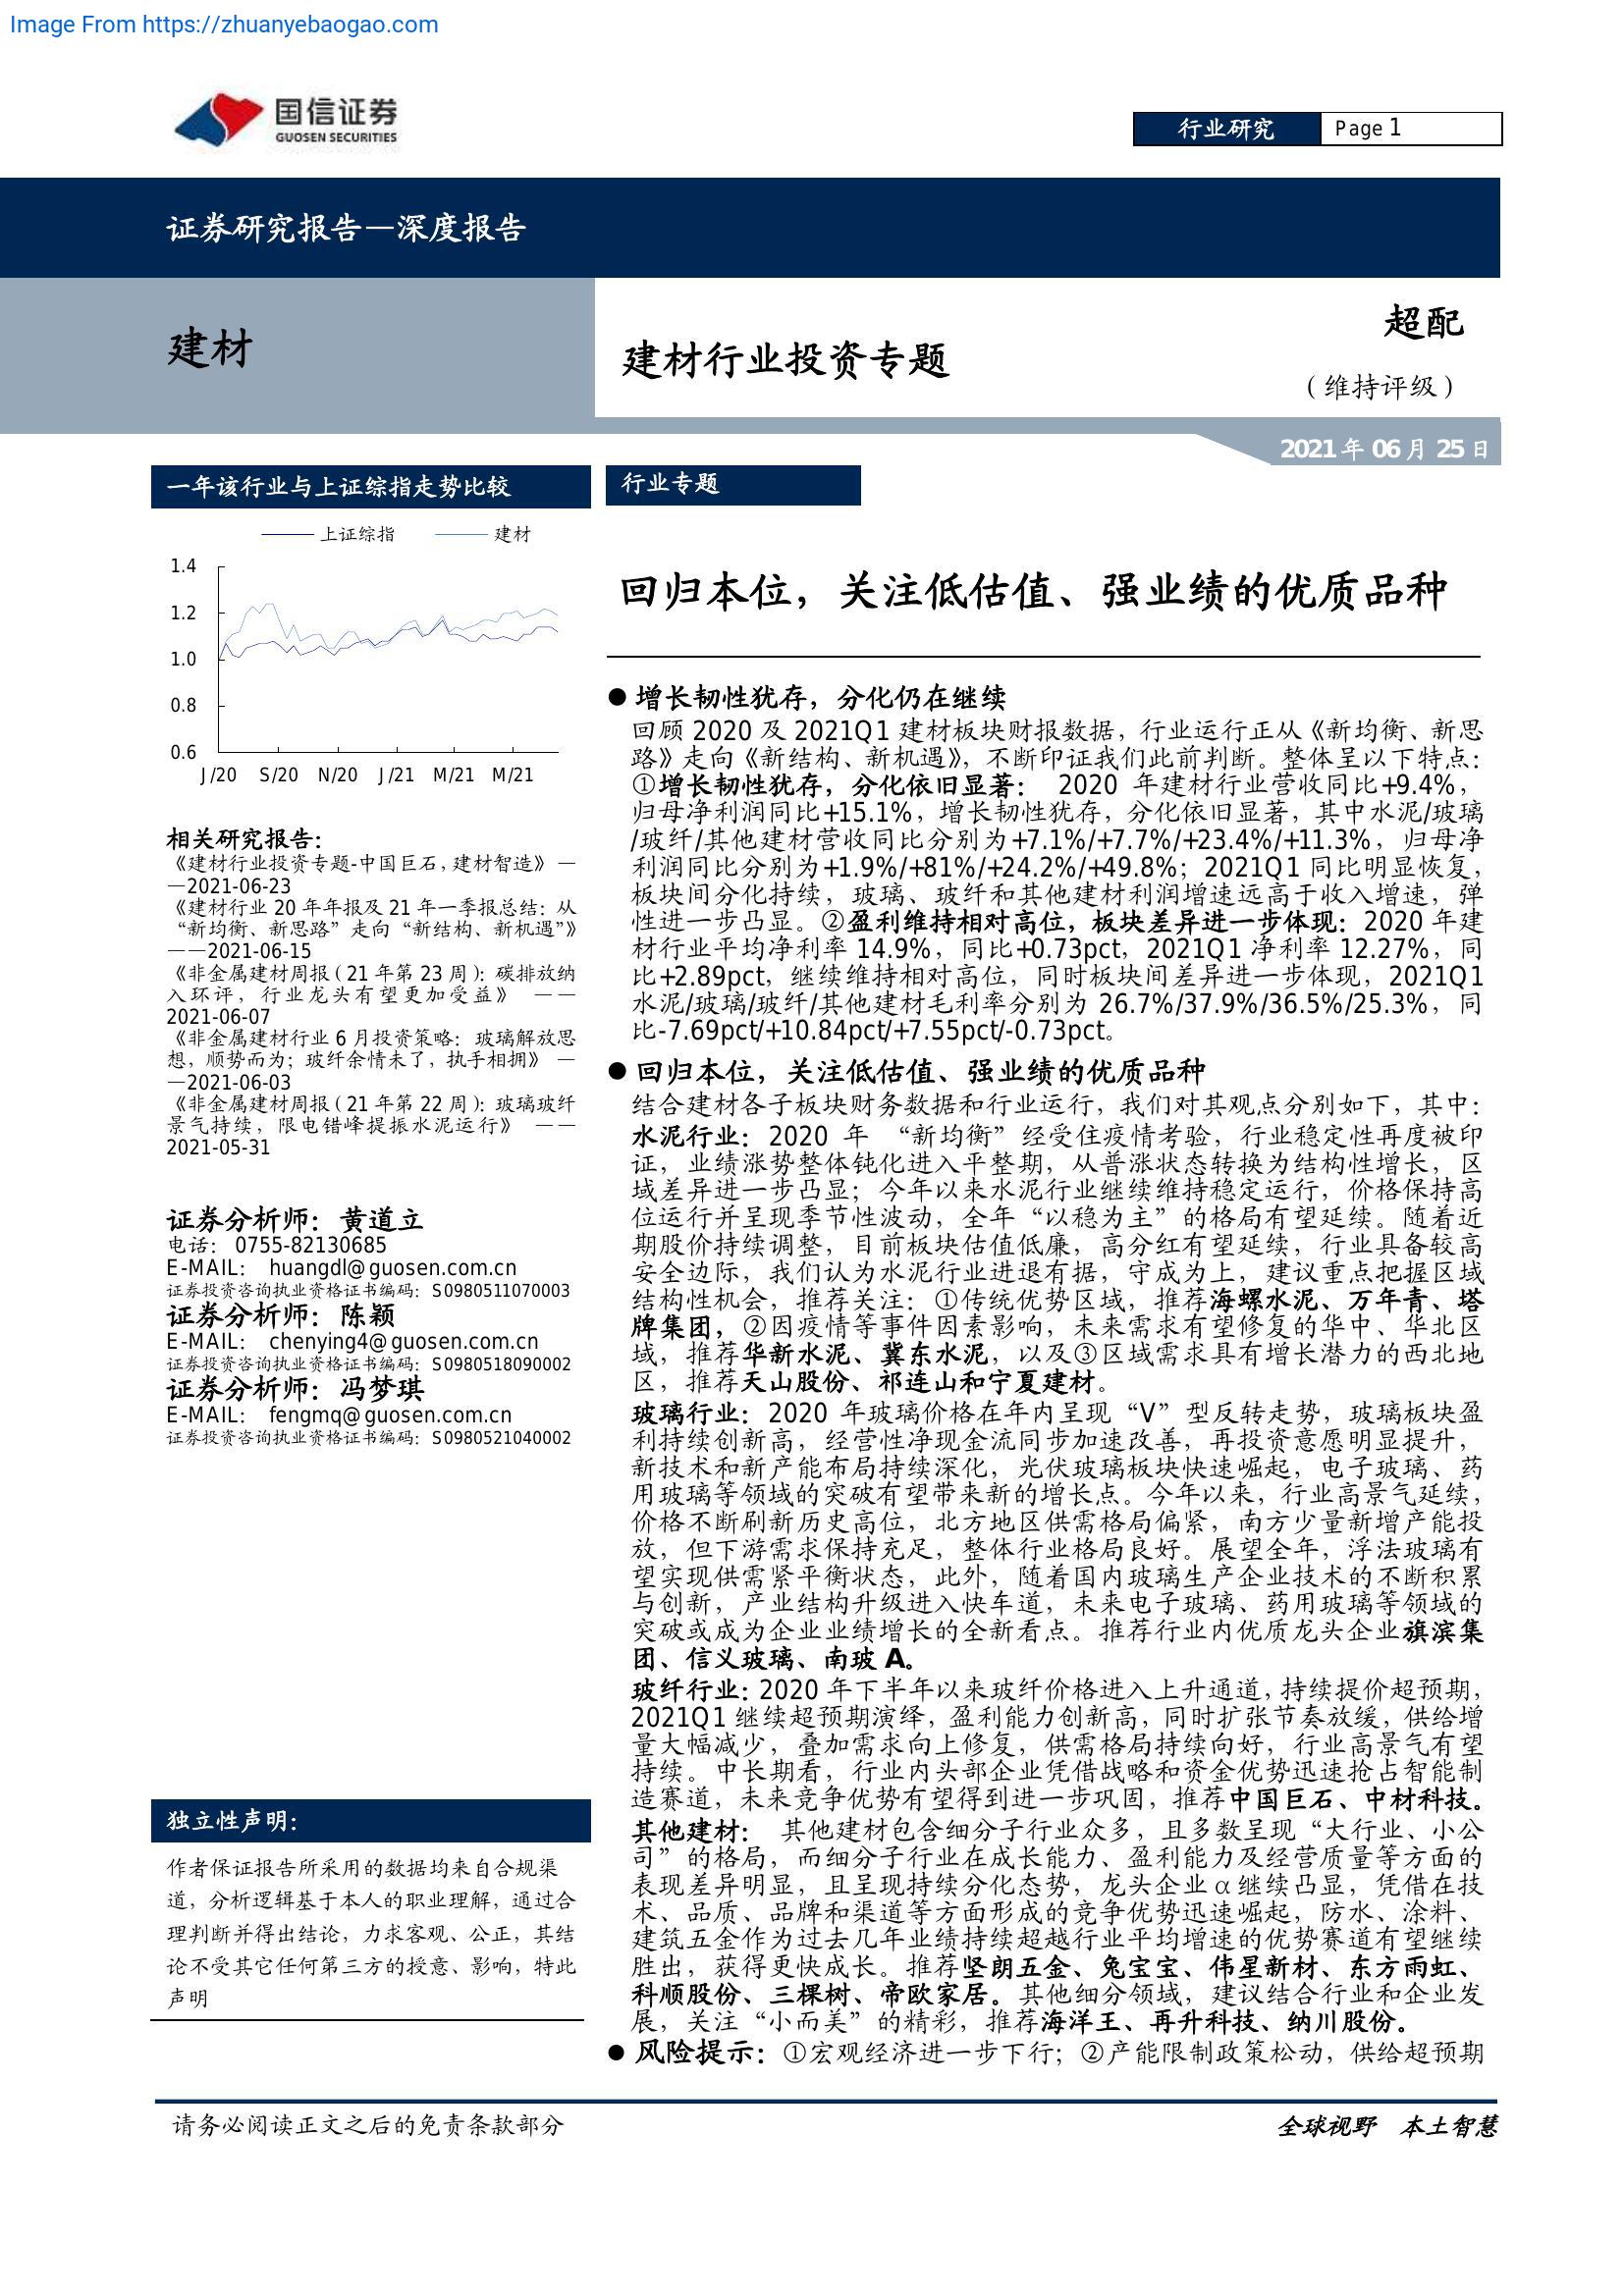 Image From https://zhuanyebaogao.com
国信证券
GUOSEN SECURITIES
行业研究
Page 1
证券研究报告—深度报告
建材
建材行业投资专题
超配
（维持评级）
2021 年 06 月 25 日
一年该行业与上证综指走势比较
上证综指 建材
1.4
1.2
1.0
0.8
0.6
J/20 S/20 N/20 J/21 M/21 M/21
相关研究报告：
《建材行业投资专题-中国巨石，建材智造》—
—2021-06-23
《建材行业 20 年年报及 21 年一季报总结：从
“新均衡、新思路”走向“新结构、新机遇”》
——2021-06-15
《非金属建材周报（21 年第 23 周）：碳排放纳
入环评，行业龙头有望更加受益》 ——
2021-06-07
《非金属建材行业 6 月投资策略：玻璃解放思
想，顺势而为；玻纤余情未了，执手相拥》 —
—2021-06-03
《非金属建材周报（21 年第 22 周）：玻璃玻纤
景气持续，限电错峰提振水泥运行》 ——
2021-05-31
证券分析师：黄道立
电话： 0755-82130685
E-MAIL： huangdl@guosen.com.cn
证券投资咨询执业资格证书编码：S0980511070003
证券分析师：陈颖
E-MAIL： chenying4@guosen.com.cn
证券投资咨询执业资格证书编码：S0980518090002
证券分析师：冯梦琪
E-MAIL： fengmq@guosen.com.cn
证券投资咨询执业资格证书编码：S0980521040002
独立性声明：
作者保证报告所采用的数据均来自合规渠
道，分析逻辑基于本人的职业理解，通过合
理判断并得出结论，力求客观、公正，其结
论不受其它任何第三方的授意、影响，特此
声明
行业专题
回归本位，关注低估值、强业绩的优质品种
● 增长韧性犹存，分化仍在继续
回顾 2020 及 2021Q1 建材板块财报数据，行业运行正从《新均衡、新思
路》走向《新结构、新机遇》，不断印证我们此前判断。整体呈以下特点：
①增长韧性犹存，分化依旧显著： 2020 年建材行业营收同比+9.4%，
归母净利润同比+15.1%，增长韧性犹存，分化依旧显著，其中水泥/玻璃
/玻纤/其他建材营收同比分别为+7.1%/+7.7%/+23.4%/+11.3%，归母净
利润同比分别为+1.9%/+81%/+24.2%/+49.8%；2021Q1 同比明显恢复，
板块间分化持续，玻璃、玻纤和其他建材利润增速远高于收入增速，弹
性进一步凸显。②盈利维持相对高位，板块差异进一步体现：2020 年建
材行业平均净利率 14.9%，同比+0.73pct，2021Q1 净利率 12.27%，同
比+2.89pct，继续维持相对高位，同时板块间差异进一步体现，2021Q1
水泥/玻璃/玻纤/其他建材毛利率分别为 26.7%/37.9%/36.5%/25.3%，同
比-7.69pct/+10.84pct/+7.55pct/-0.73pct。
● 回归本位，关注低估值、强业绩的优质品种
结合建材各子板块财务数据和行业运行，我们对其观点分别如下，其中：
水泥行业：2020 年 “新均衡”经受住疫情考验，行业稳定性再度被印
证，业绩涨势整体钝化进入平整期，从普涨状态转换为结构性增长，区
域差异进一步凸显；今年以来水泥行业继续维持稳定运行，价格保持高
位运行并呈现季节性波动，全年“以稳为主”的格局有望延续。随着近
期股价持续调整，目前板块估值低廉，高分红有望延续，行业具备较高
安全边际，我们认为水泥行业进退有据，守成为上，建议重点把握区域
结构性机会，推荐关注：①传统优势区域，推荐海螺水泥、万年青、塔
牌集团，②因疫情等事件因素影响，未来需求有望修复的华中、华北区
域，推荐华新水泥、冀东水泥，以及③区域需求具有增长潜力的西北地
区，推荐天山股份、祁连山和宁夏建材。
玻璃行业：2020 年玻璃价格在年内呈现“V”型反转走势，玻璃板块盈
利持续创新高，经营性净现金流同步加速改善，再投资意愿明显提升，
新技术和新产能布局持续深化，光伏玻璃板块快速崛起，电子玻璃、药
用玻璃等领域的突破有望带来新的增长点。今年以来，行业高景气延续，
价格不断刷新历史高位，北方地区供需格局偏紧，南方少量新增产能投
放，但下游需求保持充足，整体行业格局良好。展望全年，浮法玻璃有
望实现供需紧平衡状态，此外，随着国内玻璃生产企业技术的不断积累
与创新，产业结构升级进入快车道，未来电子玻璃、药用玻璃等领域的
突破或成为企业业绩增长的全新看点。推荐行业内优质龙头企业旗滨集
团、信义玻璃、南玻 A。
玻纤行业：2020 年下半年以来玻纤价格进入上升通道，持续提价超预期，
2021Q1 继续超预期演绎，盈利能力创新高，同时扩张节奏放缓，供给增
量大幅减少，叠加需求向上修复，供需格局持续向好，行业高景气有望
持续。中长期看，行业内头部企业凭借战略和资金优势迅速抢占智能制
造赛道，未来竞争优势有望得到进一步巩固，推荐中国巨石、中材科技。
其他建材： 其他建材包含细分子行业众多，且多数呈现“大行业、小公
司”的格局，而细分子行业在成长能力、盈利能力及经营质量等方面的
表现差异明显，且呈现持续分化态势，龙头企业 α 继续凸显，凭借在技
术、品质、品牌和渠道等方面形成的竞争优势迅速崛起，防水、涂料、
建筑五金作为过去几年业绩持续超越行业平均增速的优势赛道有望继续
胜出，获得更快成长。推荐坚朗五金、兔宝宝、伟星新材、东方雨虹、
科顺股份、三棵树、帝欧家居。其他细分领域，建议结合行业和企业发
展，关注“小而美”的精彩，推荐海洋王、再升科技、纳川股份。
● 风险提示：①宏观经济进一步下行；②产能限制政策松动，供给超预期
请务必阅读正文之后的免责条款部分
全球视野 本土智慧